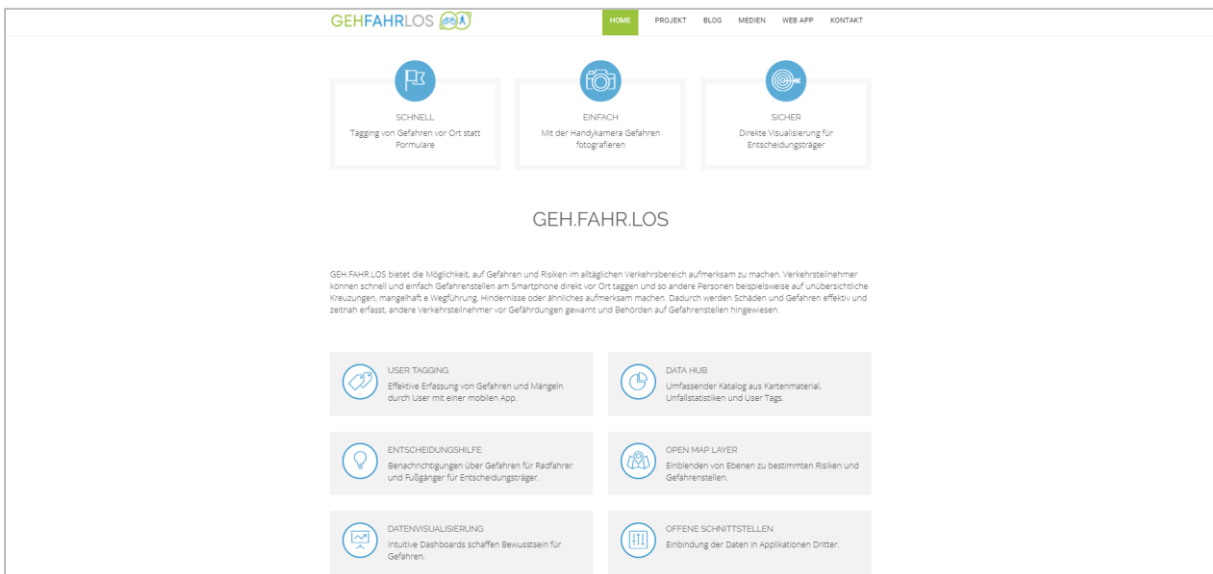 GEHFAHRLOS
HOME PROJEKT BLOG MEDIEN WEB APP KONTAKT
SCHNELL
Tagging von Gefahren vor Ort statt
Formulare
EINFACH
Mit der Handykamera Gefahren
fotografieren
SICHER
Direkte Visualisierung für
Entscheidungsträger
GEH.FAHR.LOS
GEH.FAHR.LOS bietet die Möglichkeit, auf Gefahren und Risiken im alltäglichen Verkehrsbereich aufmerksam zu machen. Verkehrsteilnehmer
können schnell und einfach Gefahrenstellen am Smartphone direkt vor Ort taggen und so andere Personen beispielsweise auf unübersichtliche
Kreuzungen, mangelhaft e Wegführung, Hindernisse oder ähnliches aufmerksam machen. Dadurch werden Schäden und Gefahren effektiv und
zeitnah erfasst, andere Verkehrsteilnehmer vor Gefährdungen gewarnt und Behörden auf Gefahrenstellen hingewiesen.
USER TAGGING
Effektive Erfassung von Gefahren und Mängeln
durch User mit einer mobilen App.
DATA HUB
Umfassender Katalog aus Kartenmaterial,
Unfallstatistiken und User Tags.
ENTSCHEIDUNGSHILFE
Benachrichtigungen über Gefahren für Radfahrer
und Fußgänger für Entscheidungsträger.
OPEN MAP LAYER
Einblenden von Ebenen zu bestimmten Risiken und
Gefahrenstellen.
DATENVISUALISIERUNG
Intuitive Dashboards schaffen Bewusstsein für
Gefahren.
OFFENE SCHNITTSTELLEN
Einbindung der Daten in Applikationen Dritter.